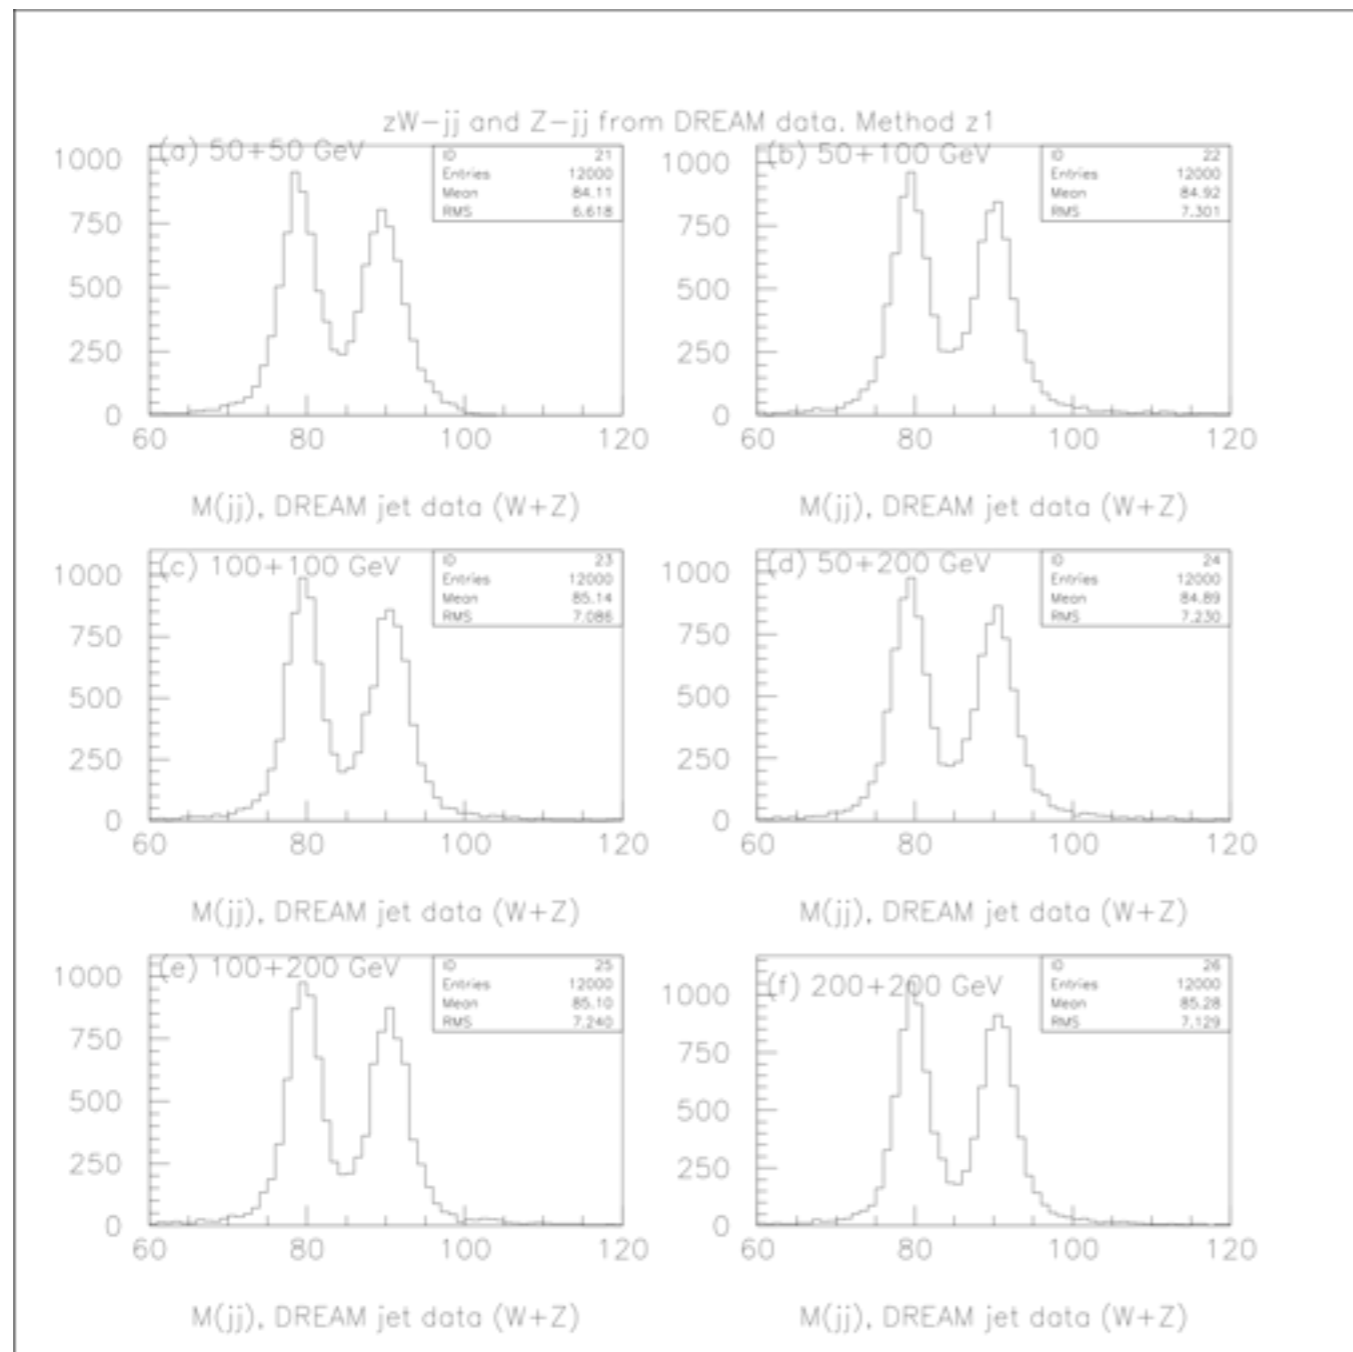 zW-jj and Z-jj from DREAM data. Method z1
(a) 50+50 GeV
ID 21
Entries 12000
Mean 84.11
RMS 6.618
1000
750
500
250
0
60 80 100 120
M(jj), DREAM jet data (W+Z)
(b) 50+100 GeV
ID 22
Entries 12000
Mean 84.92
RMS 7.301
1000
750
500
250
0
60 80 100 120
M(jj), DREAM jet data (W+Z)
(c) 100+100 GeV
ID 23
Entries 12000
Mean 85.14
RMS 7.086
1000
750
500
250
0
60 80 100 120
M(jj), DREAM jet data (W+Z)
(d) 50+200 GeV
ID 24
Entries 12000
Mean 84.89
RMS 7.230
1000
750
500
250
0
60 80 100 120
M(jj), DREAM jet data (W+Z)
(e) 100+200 GeV
ID 25
Entries 12000
Mean 85.10
RMS 7.240
1000
750
500
250
0
60 80 100 120
M(jj), DREAM jet data (W+Z)
(f) 200+200 GeV
ID 26
Entries 12000
Mean 85.28
RMS 7.129
1000
750
500
250
0
60 80 100 120
M(jj), DREAM jet data (W+Z)